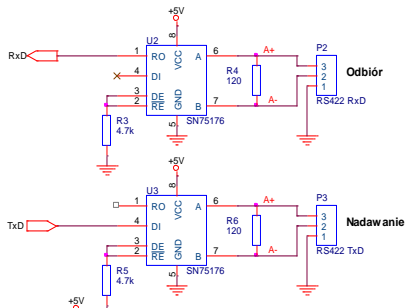 +5V
U2
RxD
1 RO VCC 8 A 6 A+ P2
4 DI R4 120 3 Odbiór
3 DE 2
2 RE GND B 7 A- 1
R3 4.7k 5 SN75176 RS422 RxD
+5V
U3
1 RO VCC 8 A 6 A+ P3
TxD 4 DI R6 120 3 Nadawanie
3 DE 2
2 RE GND B 7 A- 1
R5 4.7k 5 SN75176 RS422 TxD
+5V